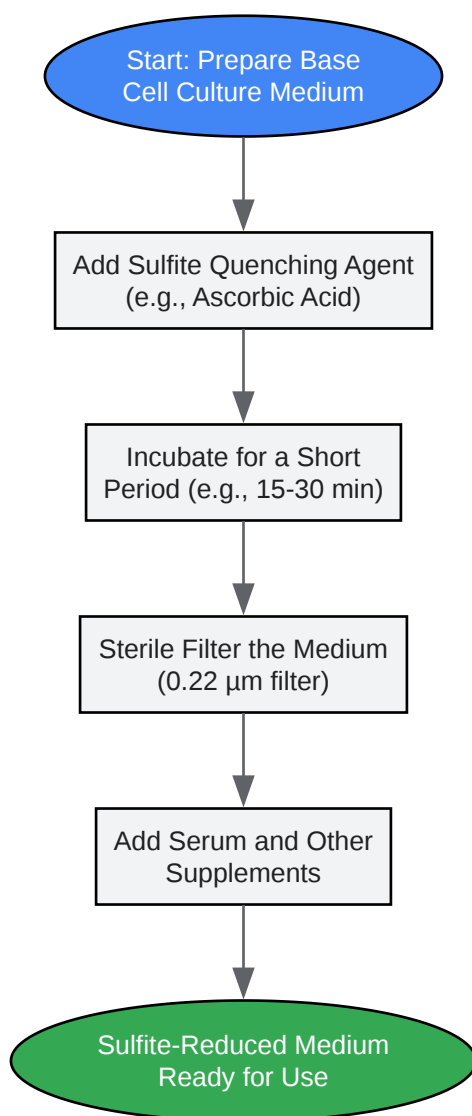 Start: Prepare Base
Cell Culture Medium
Add Sulfite Quenching Agent
(e.g., Ascorbic Acid)
Incubate for a Short
Period (e.g., 15-30 min)
Sterile Filter the Medium
(0.22 µm filter)
Add Serum and Other
Supplements
Sulfite-Reduced Medium
Ready for Use